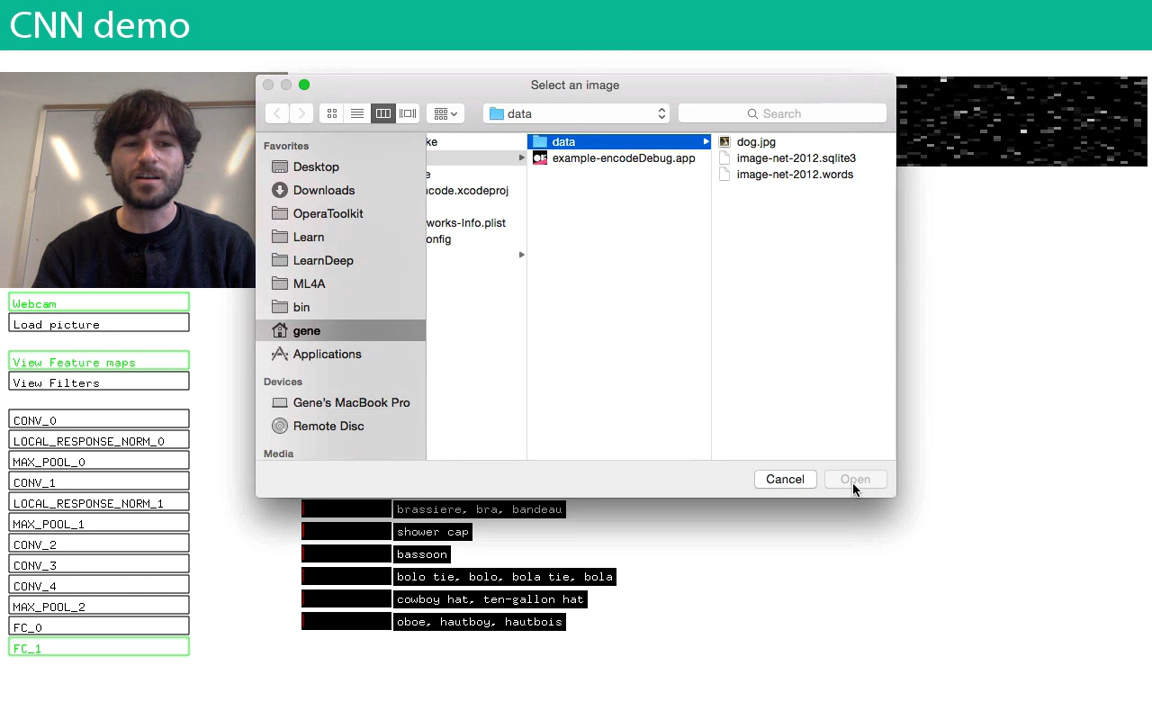 CNN demo
Select an image
data
Search
Favorites
Desktop
Downloads
OperaToolkit
Learn
LearnDeep
ML4A
bin
gene
Applications
Devices
Gene's MacBook Pro
Remote Disc
Media
ke
e
ncode.xcodeproj
works-Info.plist
onfig
data
example-encodeDebug.app
dog.jpg
image-net-2012.sqlite3
image-net-2012.words
Cancel
Open
Webcam
Load picture
View Feature maps
View Filters
CONV_0
LOCAL_RESPONSE_NORM_0
MAX_POOL_0
CONV_1
LOCAL_RESPONSE_NORM_1
MAX_POOL_1
CONV_2
CONV_3
CONV_4
MAX_POOL_2
FC_0
FC_1
brassiere, bra, bandeau
shower cap
bassoon
bolo tie, bolo, bola tie, bola
cowboy hat, ten-gallon hat
oboe, hautboy, hautbois